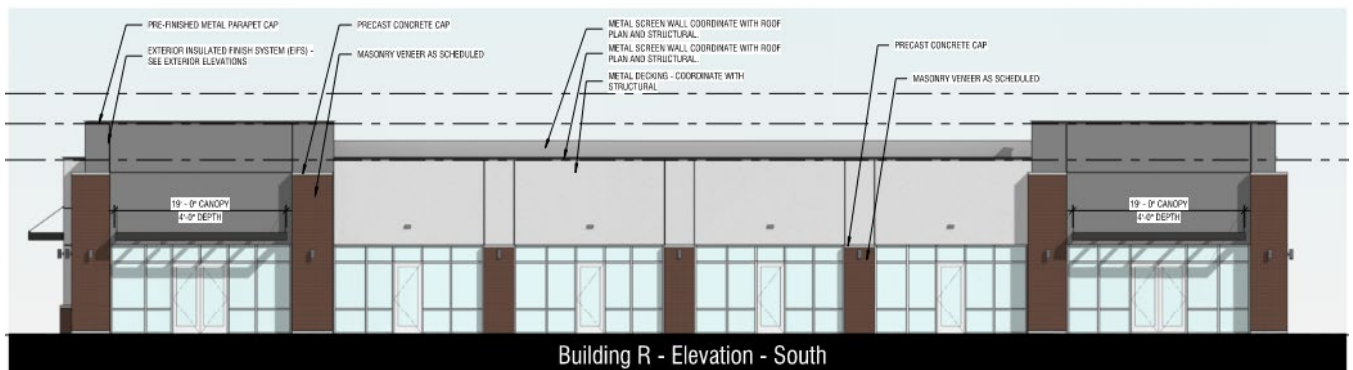 PRE-FINISHED METAL PARAPET CAP
EXTERIOR INSULATED FINISH SYSTEM (EIFS) -
SEE EXTERIOR ELEVATIONS
PRECAST CONCRETE CAP
MASONRY VENEER AS SCHEDULED
METAL SCREEN WALL COORDINATE WITH ROOF
PLAN AND STRUCTURAL.
METAL SCREEN WALL COORDINATE WITH ROOF
PLAN AND STRUCTURAL.
METAL DECKING - COORDINATE WITH
STRUCTURAL
PRECAST CONCRETE CAP
MASONRY VENEER AS SCHEDULED
19' - 0" CANOPY
4'-0" DEPTH
19' - 0" CANOPY
4'-0" DEPTH
Building R - Elevation - South